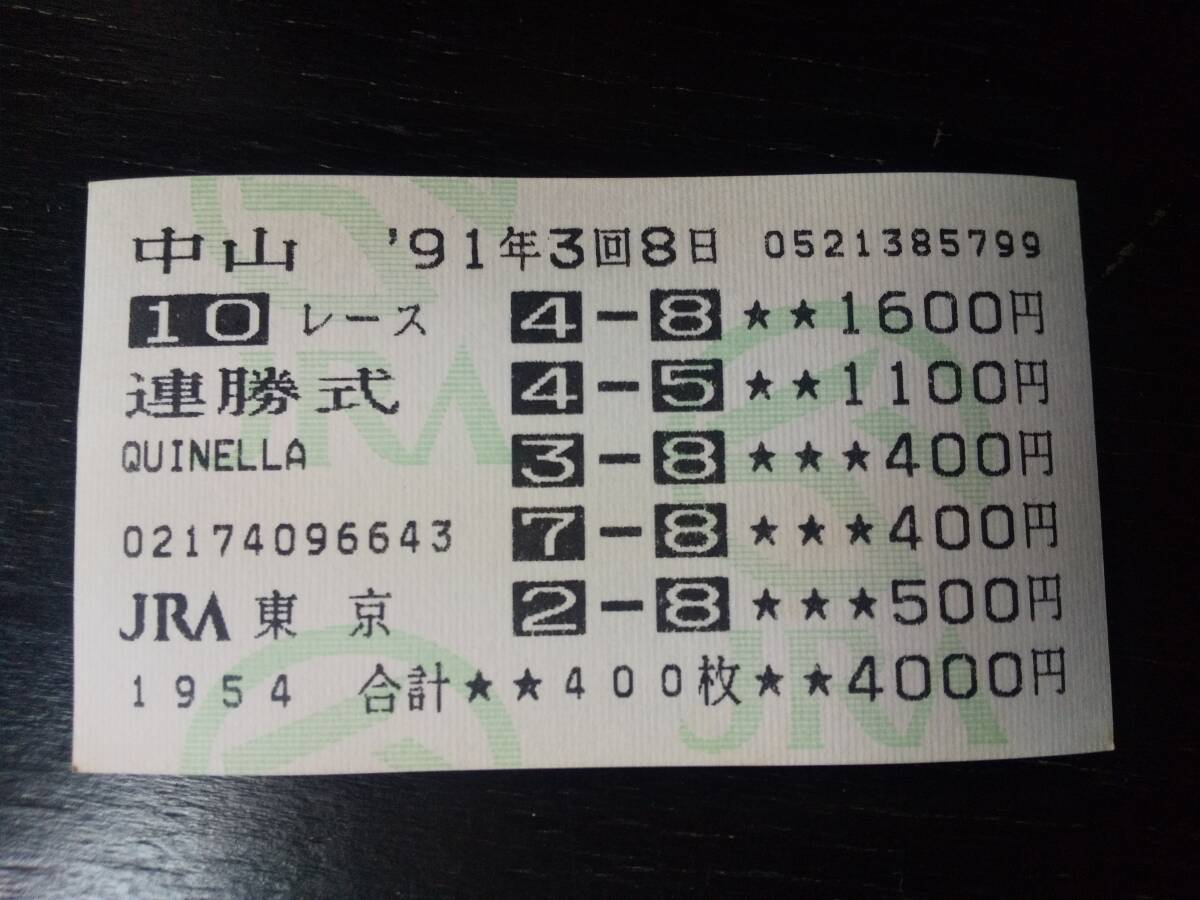 中山 '91年3回8日 0521385799
10 レース 4-8 ★★1600円
連勝式 4-5 ★★1100円
QUINELLA 3-8 ★★★400円
02174096643 7-8 ★★★400円
JRA 東京 2-8 ★★★500円
1954 合計★★400枚★★4000円